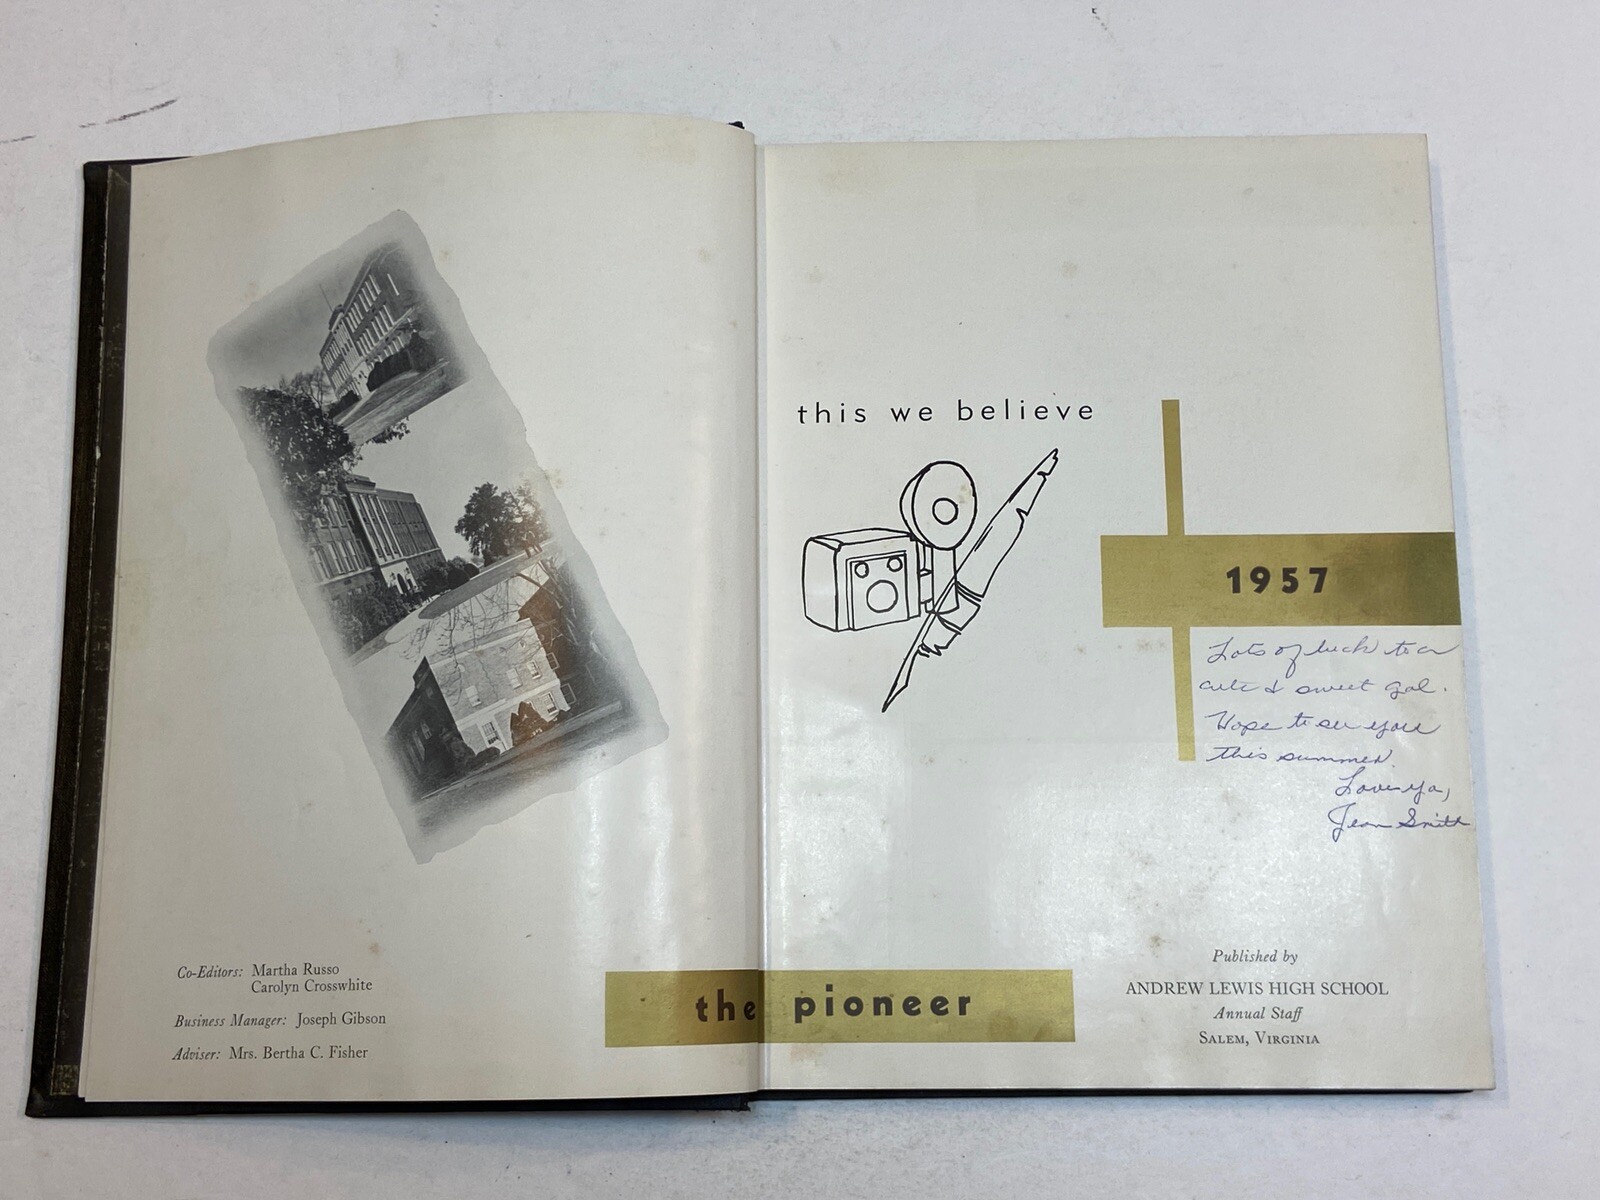 Co-Editors: Martha Russo
Carolyn Crosswhite
Business Manager: Joseph Gibson
Adviser: Mrs. Bertha C. Fisher
this we believe
1957
Lots of luck to a
cute & sweet gal.
Hope to see you
this summer.
Love ya,
Jean Smith
the pioneer
Published by
ANDREW LEWIS HIGH SCHOOL
Annual Staff
SALEM, VIRGINIA